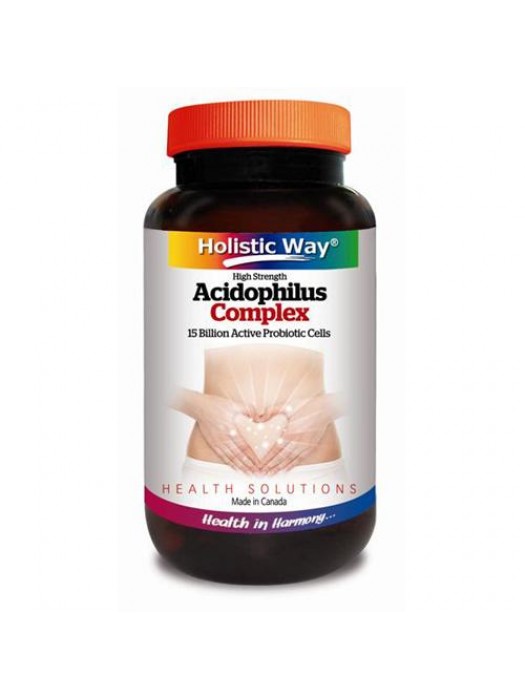 Holistic Way®
High Strength
Acidophilus
Complex
15 Billion Active Probiotic Cells
HEALTH SOLUTIONS
Made in Canada
Health in Harmony...